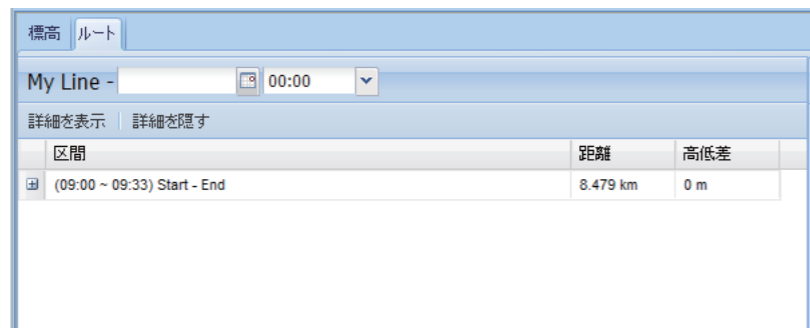 標高 ルート
My Line - 00:00
詳細を表示 詳細を隠す
区間 距離 高低差
(09:00 ~ 09:33) Start - End 8.479 km 0 m